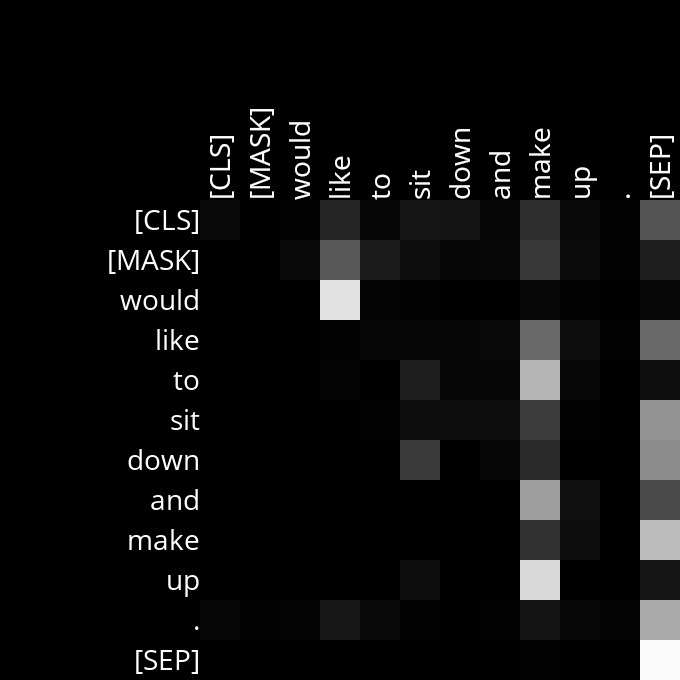 [CLS] [MASK] would like to sit down and make up . [SEP]
[CLS]
[MASK]
would
like
to
sit
down
and
make
up
.
[SEP]